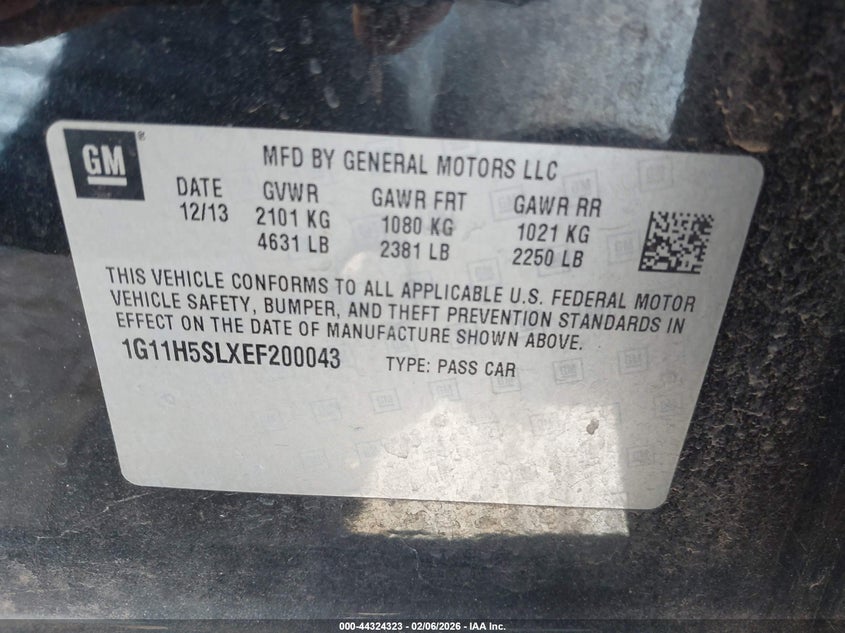 GM
®
MFD BY GENERAL MOTORS LLC
DATE GVWR GAWR FRT GAWR RR
12/13 2101 KG 1080 KG 1021 KG
4631 LB 2381 LB 2250 LB
THIS VEHICLE CONFORMS TO ALL APPLICABLE U.S. FEDERAL MOTOR
VEHICLE SAFETY, BUMPER, AND THEFT PREVENTION STANDARDS IN
EFFECT ON THE DATE OF MANUFACTURE SHOWN ABOVE.
1G11H5SLXEF200043 TYPE: PASS CAR
000-44324323 - 02/06/2026 - IAA Inc.